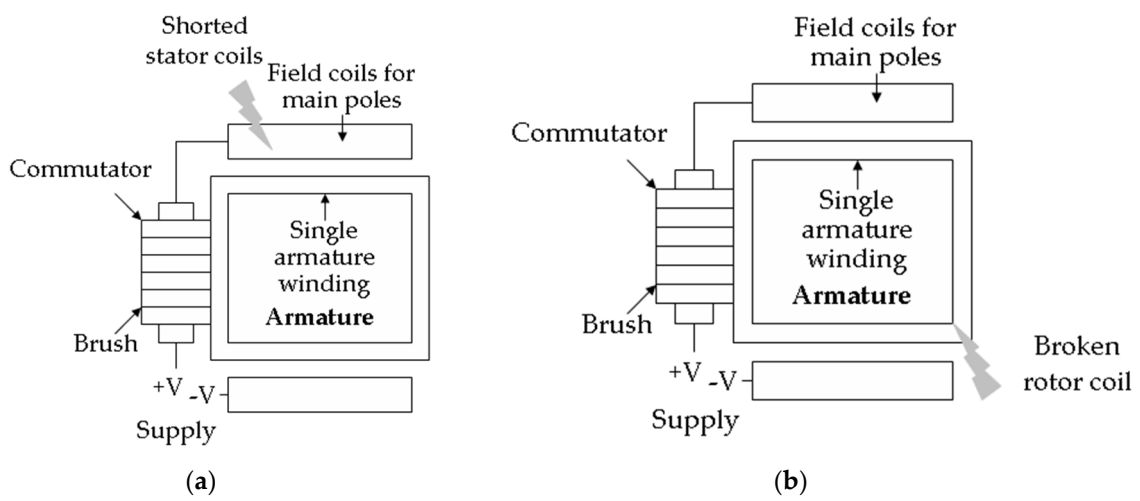 Shorted
stator coils
Field coils for
main poles
Commutator
Single
armature
winding
Armature
Brush
+V
-V
Supply
(a)
Field coils for
main poles
Commutator
Single
armature
winding
Armature
Brush
+V
-V
Supply
Broken
rotor coil
(b)